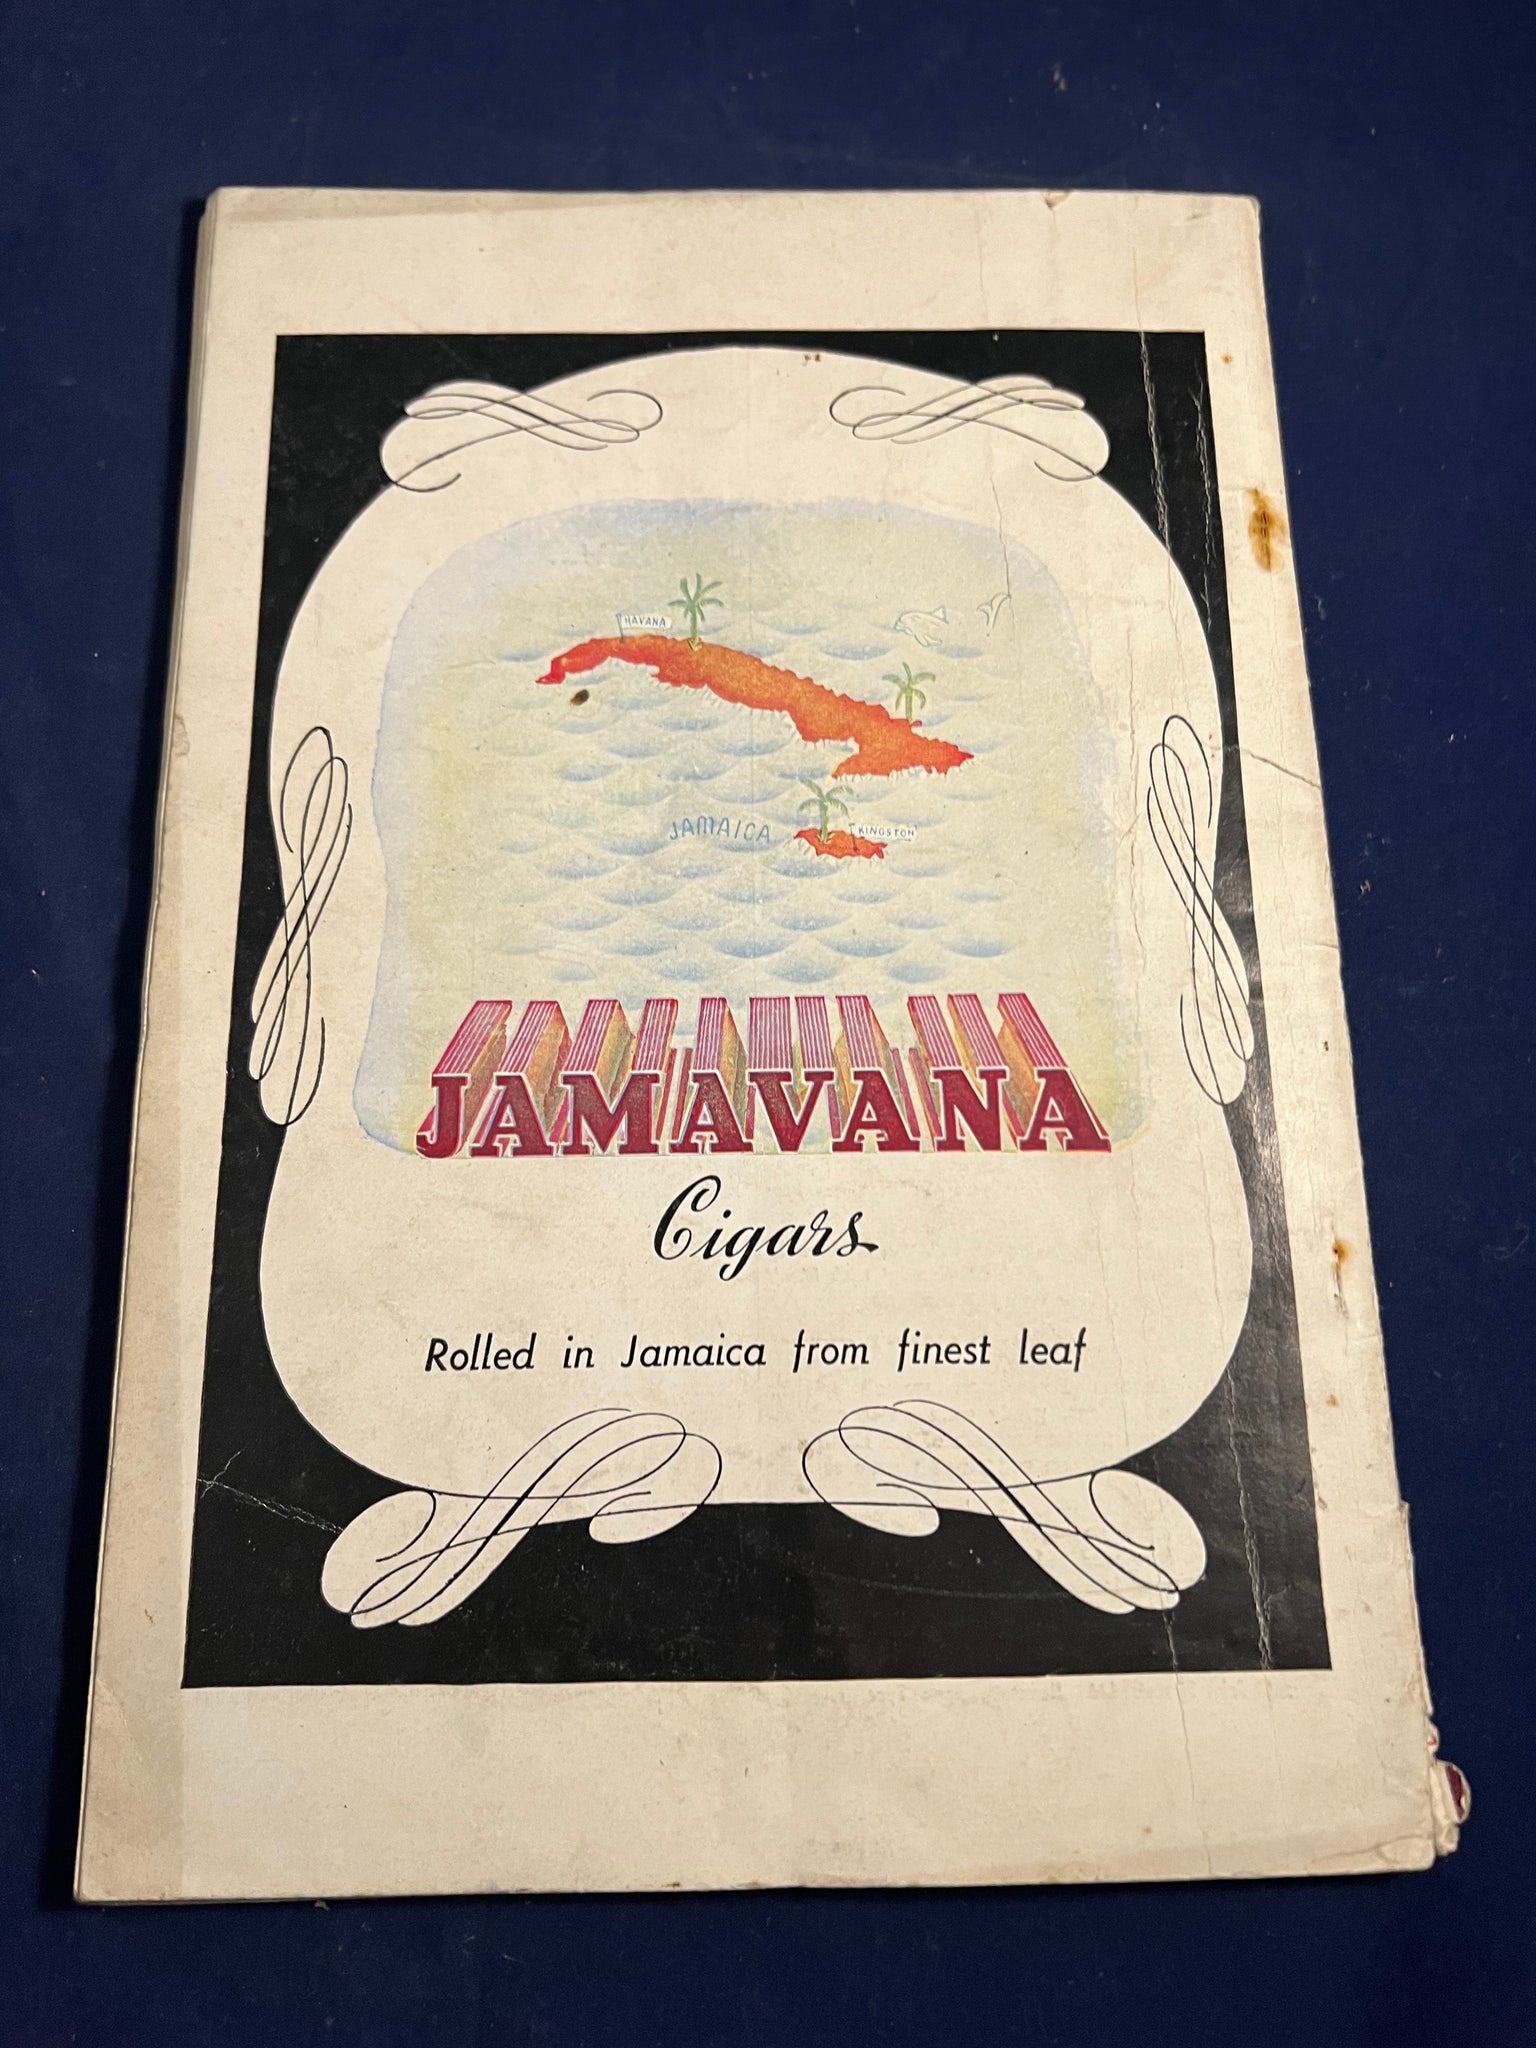 HAVANA
JAMAICA
KINGSTON
JAMAVANA
Cigars
Rolled in Jamaica from finest leaf